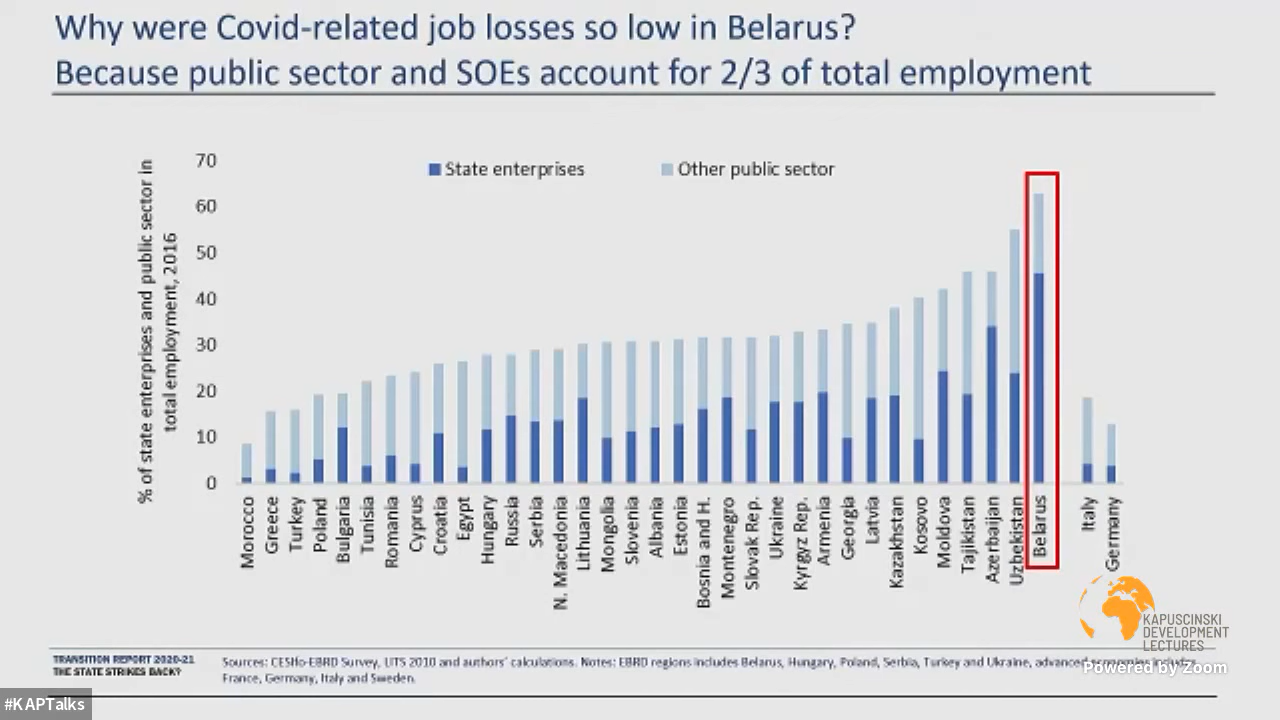 Why were Covid-related job losses so low in Belarus?
Because public sector and SOEs account for 2/3 of total employment
% of state enterprises and public sector in
total employment, 2016
70
60
50
40
30
20
10
0
State enterprises
Other public sector
Morocco
Greece
Turkey
Poland
Bulgaria
Tunisia
Romania
Cyprus
Croatia
Egypt
Hungary
Russia
Serbia
N. Macedonia
Lithuania
Mongolia
Slovenia
Albania
Estonia
Bosnia and H.
Montenegro
Slovak Rep.
Ukraine
Kyrgyz Rep.
Armenia
Georgia
Latvia
Kazakhstan
Kosovo
Moldova
Tajikistan
Azerbaijan
Uzbekistan
Belarus
Italy
Germany
KAPUSCINSKI
DEVELOPMENT
LECTURES
Powered by Zoom
TRANSITION REPORT 2020-21
THE STATE STRIKES BACK?
Sources: CESIfo-EBRD Survey, LITS 2010 and authors' calculations. Notes: EBRD regions includes Belarus, Hungary, Poland, Serbia, Turkey and Ukraine, advanced
France, Germany, Italy and Sweden.
#KAPTalks